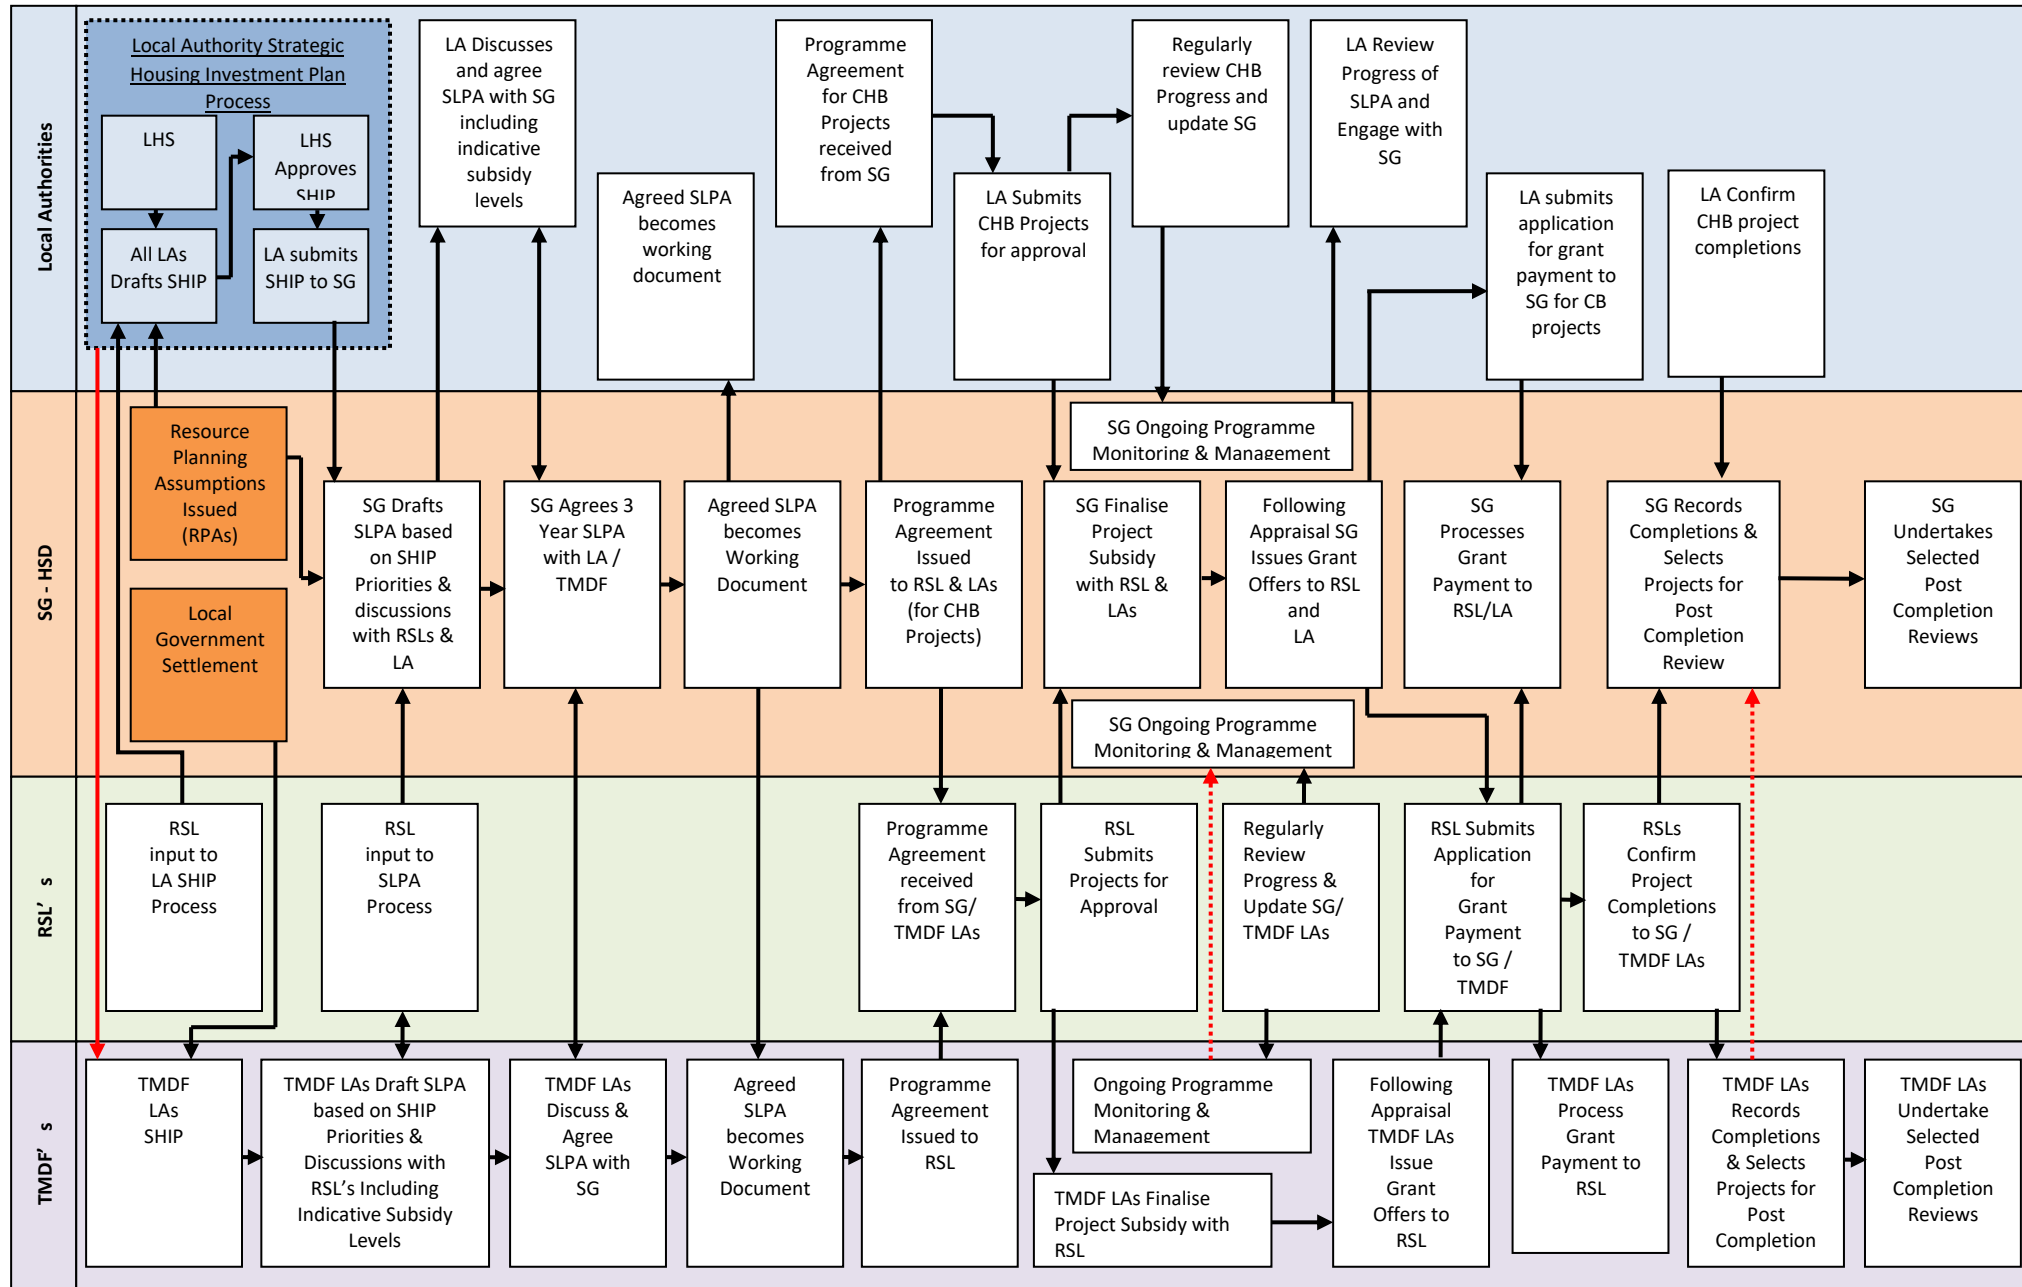 Local Authorities
Local Authority Strategic
Housing Investment Plan
Process
LHS
LHS
Approves
SHIP
All LAs
Drafts SHIP
LA submits
SHIP to SG
LA Discusses
and agree
SLPA with SG
including
indicative
subsidy
levels
Agreed SLPA
becomes
working
document
Programme
Agreement
for CHB
Projects
received
from SG
LA Submits
CHB Projects
for approval
Regularly
review CHB
Progress and
update SG
LA Review
Progress of
SLPA and
Engage with
SG
LA submits
application
for grant
payment to
SG for CB
projects
LA Confirm
CHB project
completions
SG - HSD
Resource
Planning
Assumptions
Issued
(RPAs)
Local
Government
Settlement
SG Drafts
SLPA based
on SHIP
Priorities &
discussions
with RSLs &
LA
SG Agrees 3
Year SLPA
with LA /
TMDF
Agreed SLPA
becomes
Working
Document
Programme
Agreement
Issued
to RSL & LAs
(for CHB
Projects)
SG Ongoing Programme
Monitoring & Management
SG Finalise
Project
Subsidy
with RSL &
LAs
Following
Appraisal SG
Issues Grant
Offers to RSL
and
LA
SG Ongoing Programme
Monitoring & Management
SG
Processes
Grant
Payment to
RSL/LA
SG Records
Completions &
Selects
Projects for
Post
Completion
Review
SG
Undertakes
Selected
Post
Completion
Reviews
RSL' s
RSL
input to
LA SHIP
Process
RSL
input to
SLPA
Process
Programme
Agreement
received
from SG/
TMDF LAs
RSL
Submits
Projects for
Approval
Regularly
Review
Progress &
Update SG/
TMDF LAs
RSL Submits
Application
for
Grant
Payment
to SG /
TMDF
RSLs
Confirm
Project
Completions
to SG /
TMDF LAs
TMDF' s
TMDF
LAs
SHIP
TMDF LAs Draft SLPA
based on SHIP
Priorities &
Discussions with
RSL's Including
Indicative Subsidy
Levels
TMDF LAs
Discuss &
Agree
SLPA with
SG
Agreed
SLPA
becomes
Working
Document
Programme
Agreement
Issued to
RSL
Ongoing Programme
Monitoring &
Management
TMDF LAs Finalise
Project Subsidy with
RSL
Following
Appraisal
TMDF LAs
Issue
Grant
Offers to
RSL
TMDF LAs
Process
Grant
Payment to
RSL
TMDF LAs
Records
Completions
& Selects
Projects for
Post
Completion
TMDF LAs
Undertake
Selected
Post
Completion
Reviews